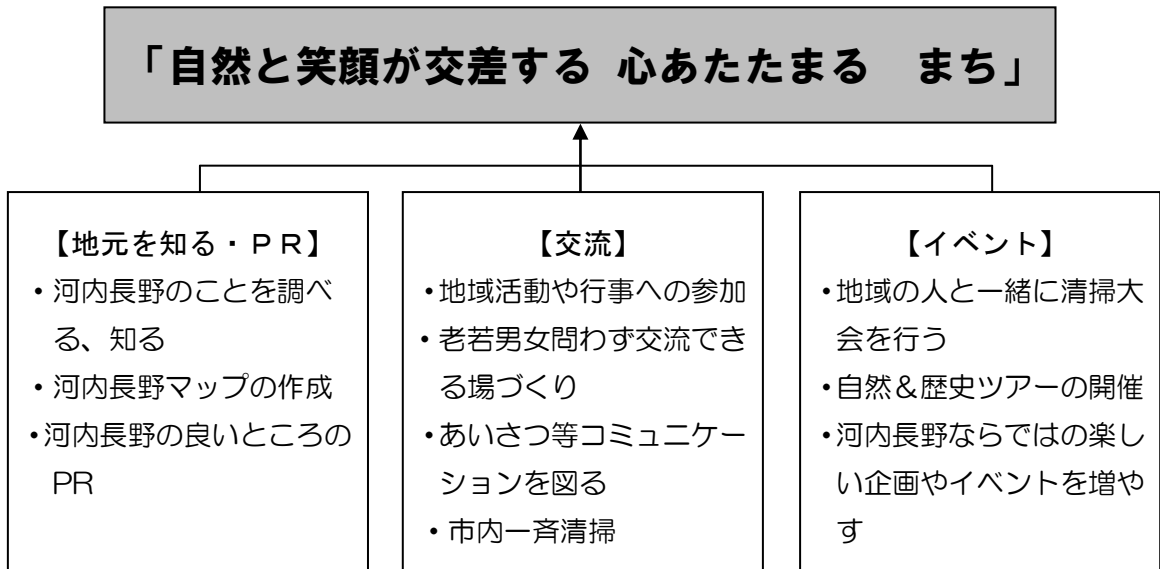 「自然と笑顔が交差する 心あたたまる　まち」
【地元を知る・ＰＲ】
・河内長野のことを調べ
る、知る
・河内長野マップの作成
・河内長野の良いところの
PR
【交流】
・地域活動や行事への参加
・老若男女問わず交流でき
る場づくり
・あいさつ等コミュニケー
ションを図る
・市内一斉清掃
【イベント】
・地域の人と一緒に清掃大
会を行う
・自然＆歴史ツアーの開催
・河内長野ならではの楽し
い企画やイベントを増や
す